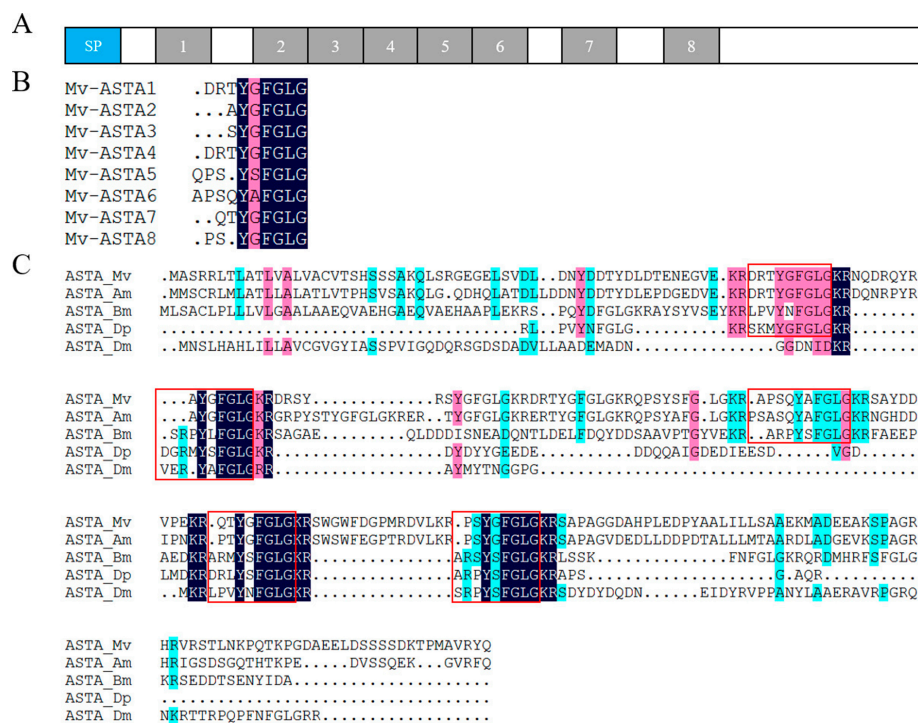 A
SP 1 2 3 4 5 6 7 8
B
Mv-ASTA1 .DRTYGFGLG
Mv-ASTA2 ...AYGFGLG
Mv-ASTA3 ...SYGFGLG
Mv-ASTA4 .DRTYGFGLG
Mv-ASTA5 QPS.YSFGLG
Mv-ASTA6 APSQYAFGLG
Mv-ASTA7 ..QTYGFGLG
Mv-ASTA8 .PS.YGFGLG
C
ASTA_Mv .MASRRLTLATLVALVACVTSHSSSAKQLSRGEGELSVDL..DNYDDTYDLDTENEGVE.KRDRTYGFGLGKRNQDRQYR
ASTA_Am .MMSCRLMLATLLALATLVTPHSVSAKQLG.QDHQLATDLLDDNYDDTYDLEPDGEDVE.KRDRTYGFGLGKRDQNRPYR
ASTA_Bm MLSACLPLLLVLGAALAAEQVAEHGAEQVAEHAAPLEKRS..PQYDFGLGKRAYSYVSEYKRLPVYNFGLGKR.......
ASTA_Dp ....................................RL..PVYNFGLG.........KRSKMYGFGLGKR.......
ASTA_Dm ..MNSLHAHLILLAVCGVGYIASSPVIGQDQRSGDSDADVLLAADEMADN............GGDNIDKR.......
ASTA_Mv ...AYGFGLGKRDRSY..........RSYGFGLGKRDRTYGFGLGKRQPSYSFG.LGKR.APSQYAFGLGKRSAYDD
ASTA_Am ...AYGFGLGKRGRPYSTYGFGLGKRER..TYGFGLGKRERTYGFGLGKRQPSYAFG.LGKRPSASQYAFGLGKRNGHDD
ASTA_Bm .SRPYLFGLGKRSAGAE.......QLDDDISNEADQNTLDELFDQYDDSAAVPTGYVEKR..ARPYSFGLGKRFAEEP
ASTA_Dp DGRMYSFGLGKR............DYDYYGEEDE.......DDQQAIGDEDIEESD.....VGD.......
ASTA_Dm VER.YAFGLGRR............AYMYTNGGPG..............................
ASTA_Mv VPEKR.QTYGFGLGKRSWGWFDGPMRDVLKR.PSYGFGLGKRSAPAGGDAHPLEDPYAALILLSAAEKMADEEAKSPAGR
ASTA_Am IPNKR.PTYGFGLGKRSWSWFEGPTRDVLKR.PSYGFGLGKRSAPAGVDEDLLDDPDTALLLMTAARDLADGEVKSPAGR
ASTA_Bm AEDKRARMYSFGLGKR............ARSYSFGLGKRLSSK.......FNFGLGKRQRDMHRFSFGLG
ASTA_Dp LMDKRDRLYSFGLGKR............ARPYSFGLGKRAPS..............G.AQR........
ASTA_Dm ..MKRLPVYNFGLGKR............SRPYSFGLGKRSDYDYDQDN.....EIDYRVPPANYLAAERAVRPGRQ
ASTA_Mv HRVRSTLNKPQTKPGDAEELDSSSSDKTPMAVRYQ
ASTA_Am HRIGSDSGQTHTKPE.....DVSSQEK...GVRFQ
ASTA_Bm KRSEDDTSENYIDA.....................
ASTA_Dp ...................................
ASTA_Dm NKRTTRPQPFNFGLGRR..................